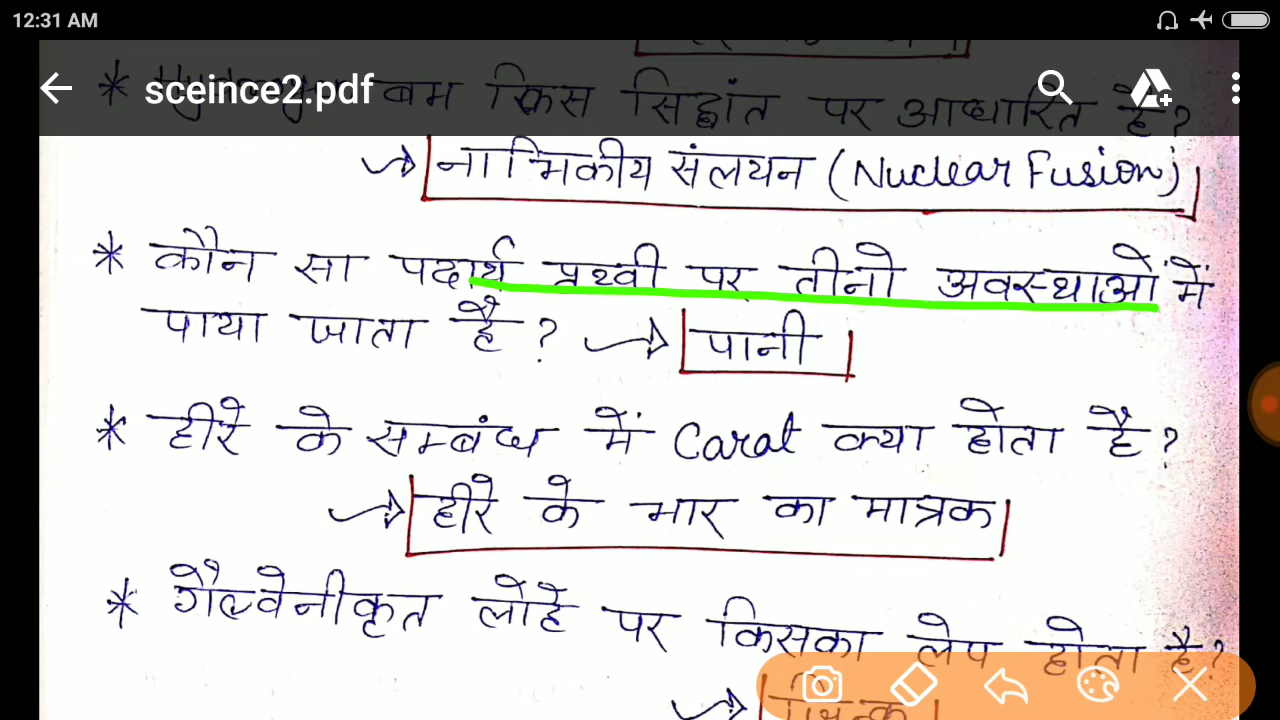 12:31 AM
sceince2.pdf
* Hydrogen बम किस सिद्धांत पर आधारित है?
→ नाभिकीय संलयन (Nuclear Fusion)
* कौन सा पदार्थ प्रथ्वी पर तीनो अवस्थाओं में
पाया जाता है? → पानी
* हीरे के सम्बंध में Carat क्या होता है?
→ हीरे के भार का मात्रक
* गैल्वेनीकृत लोहे पर किसका लेप होता है?
→